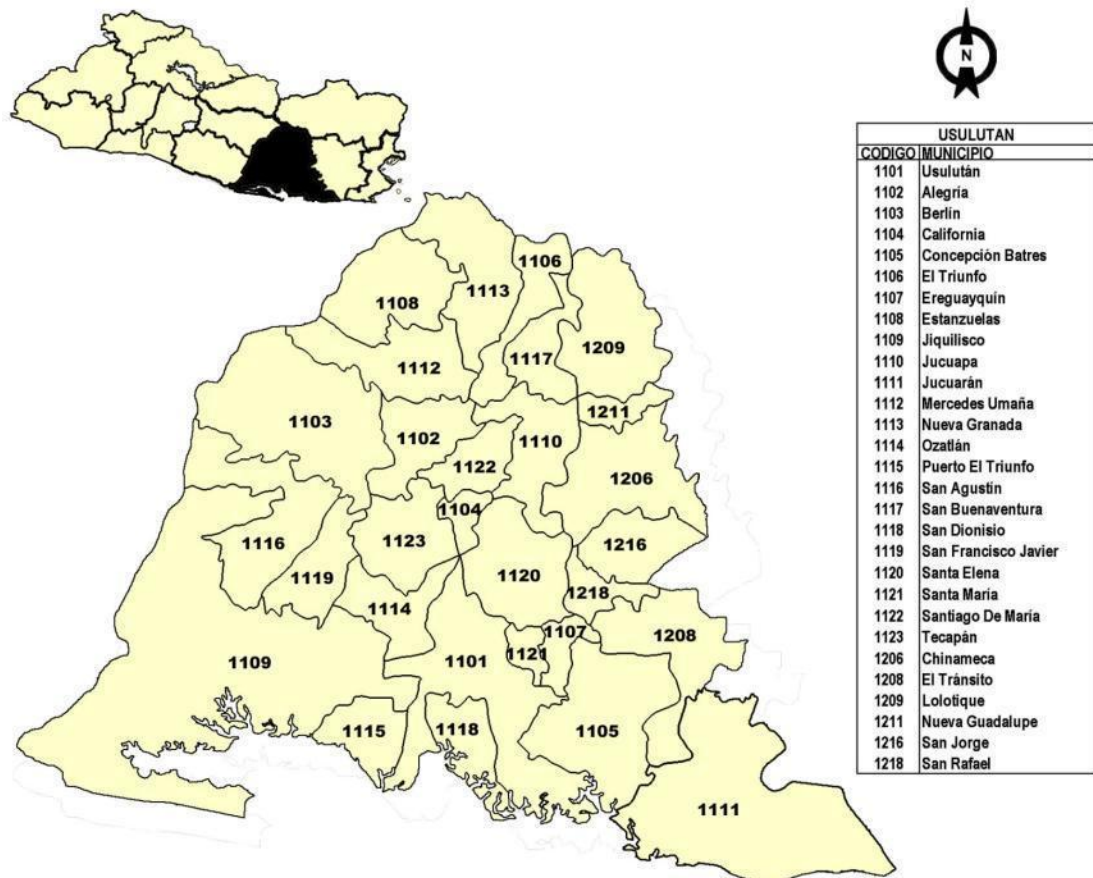 N
USULUTAN
CODIGO MUNICIPIO
1101 Usulután
1102 Alegría
1103 Berlín
1104 California
1105 Concepción Batres
1106 El Triunfo
1107 Ereguayquín
1108 Estanzuelas
1109 Jiquilisco
1110 Jucuapa
1111 Jucuarán
1112 Mercedes Umaña
1113 Nueva Granada
1114 Ozatlán
1115 Puerto El Triunfo
1116 San Agustín
1117 San Buenaventura
1118 San Dionisio
1119 San Francisco Javier
1120 Santa Elena
1121 Santa María
1122 Santiago De María
1123 Tecapán
1206 Chinameca
1208 El Tránsito
1209 Lolotique
1211 Nueva Guadalupe
1216 San Jorge
1218 San Rafael
1106
1113
1108
1209
1117
1112
1211
1103
1102
1110
1122
1206
1104
1123
1116
1216
1119
1120
1218
1114
1107
1208
1121
1109
1101
1115
1118
1105
1111